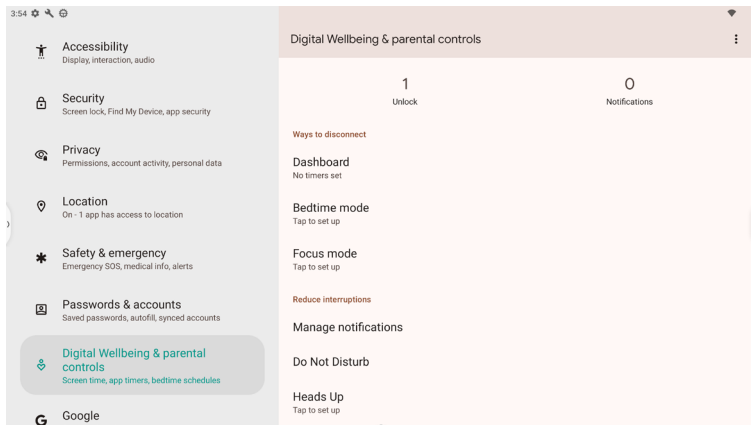 3:54
Accessibility
Display, interaction, audio
Security
Screen lock, Find My Device, app security
Privacy
Permissions, account activity, personal data
Location
On - 1 app has access to location
Safety & emergency
Emergency SOS, medical info, alerts
Passwords & accounts
Saved passwords, autofill, synced accounts
Digital Wellbeing & parental
controls
Screen time, app timers, bedtime schedules
Google
Digital Wellbeing & parental controls
1
Unlock
0
Notifications
Ways to disconnect
Dashboard
No timers set
Bedtime mode
Tap to set up
Focus mode
Tap to set up
Reduce interruptions
Manage notifications
Do Not Disturb
Heads Up
Tap to set up